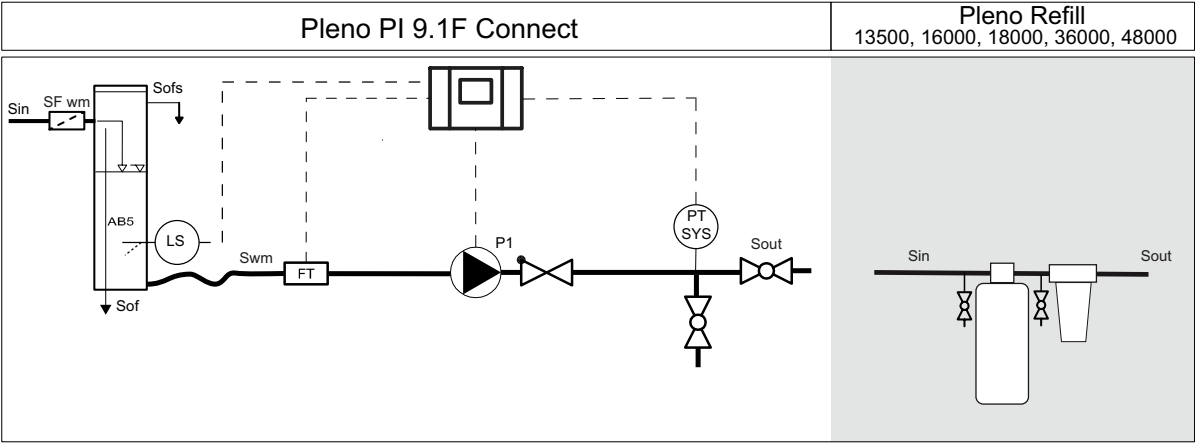 Pleno PI 9.1F Connect
Pleno Refill
13500, 16000, 18000, 36000, 48000
Sin
SF wm
Sofs
AB5
LS
Swm
FT
P1
PT
SYS
Sout
Sof
Sin
Sout